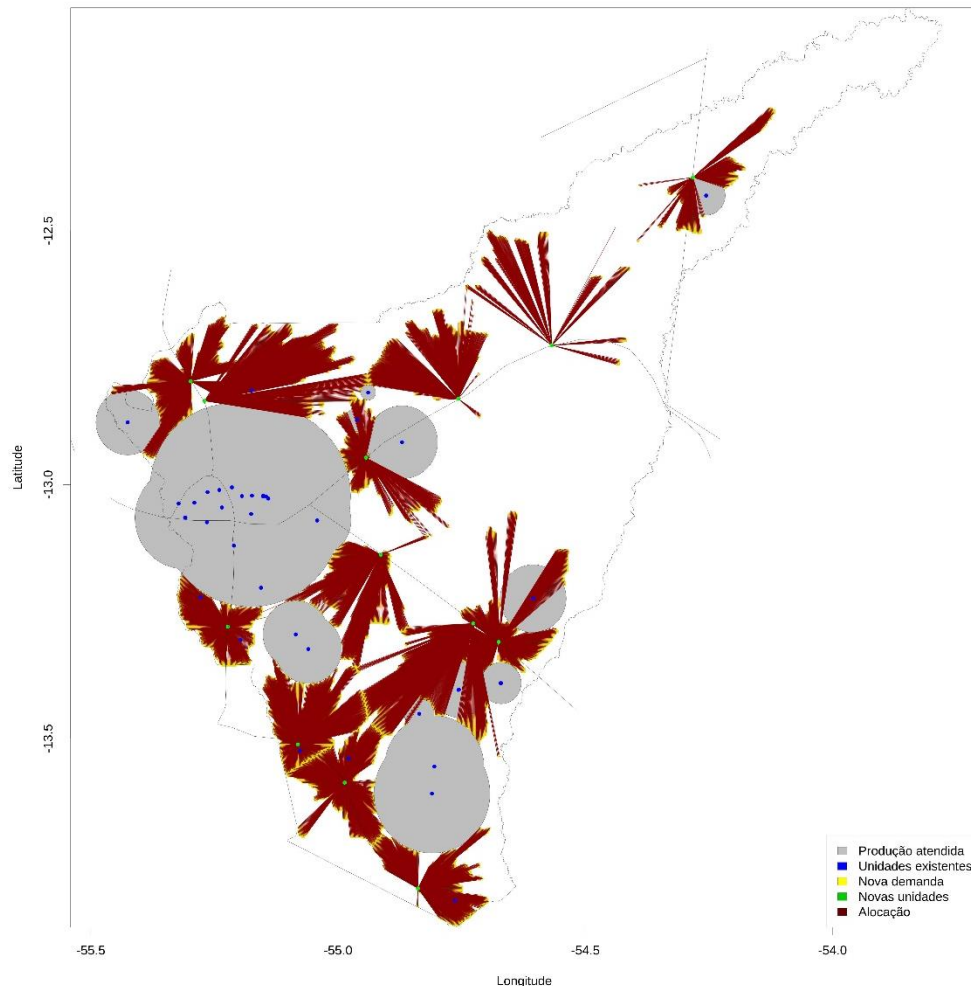 -12.5
-13.0
-13.5
Latitude
-55.5
-55.0
-54.5
-54.0
Longitude
Produção atendida
Unidades existentes
Nova demanda
Novas unidades
Alocação